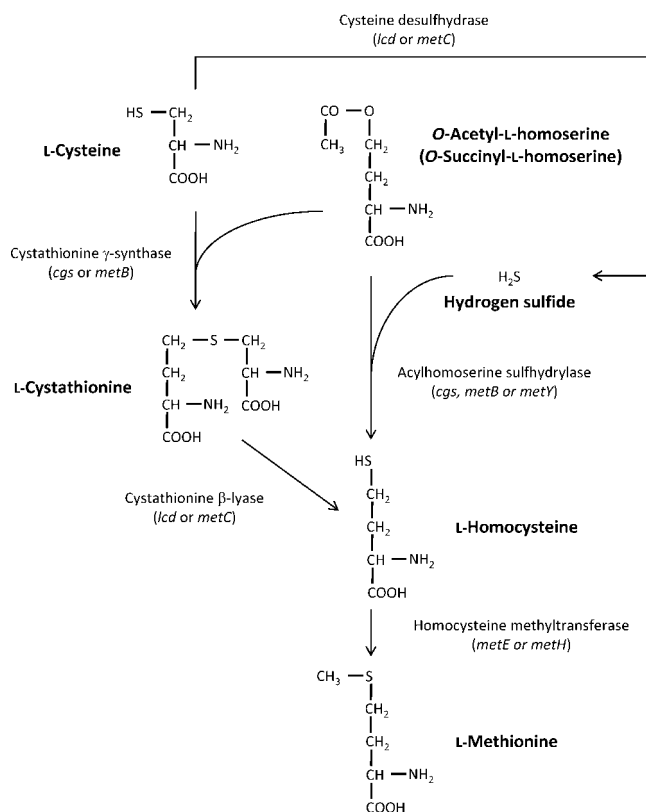 Cysteine desulfhydrase
(lcd or metC)
HS CH2
CH NH2
COOH
L-Cysteine
CO O
CH3 CH2
CH2
CH NH2
COOH
O-Acetyl-L-homoserine
(O-Succinyl-L-homoserine)
Cystathionine γ-synthase
(cgs or metB)
H2S
Hydrogen sulfide
CH2 S CH2
CH2 CH NH2
CH NH2 COOH
COOH
L-Cystathionine
Acylhomoserine sulfhydrylase
(cgs, metB or metY)
Cystathionine β-lyase
(lcd or metC)
HS
CH2
CH2
CH NH2
COOH
L-Homocysteine
Homocysteine methyltransferase
(metE or metH)
CH3 S
CH2
CH2
CH NH2
COOH
L-Methionine